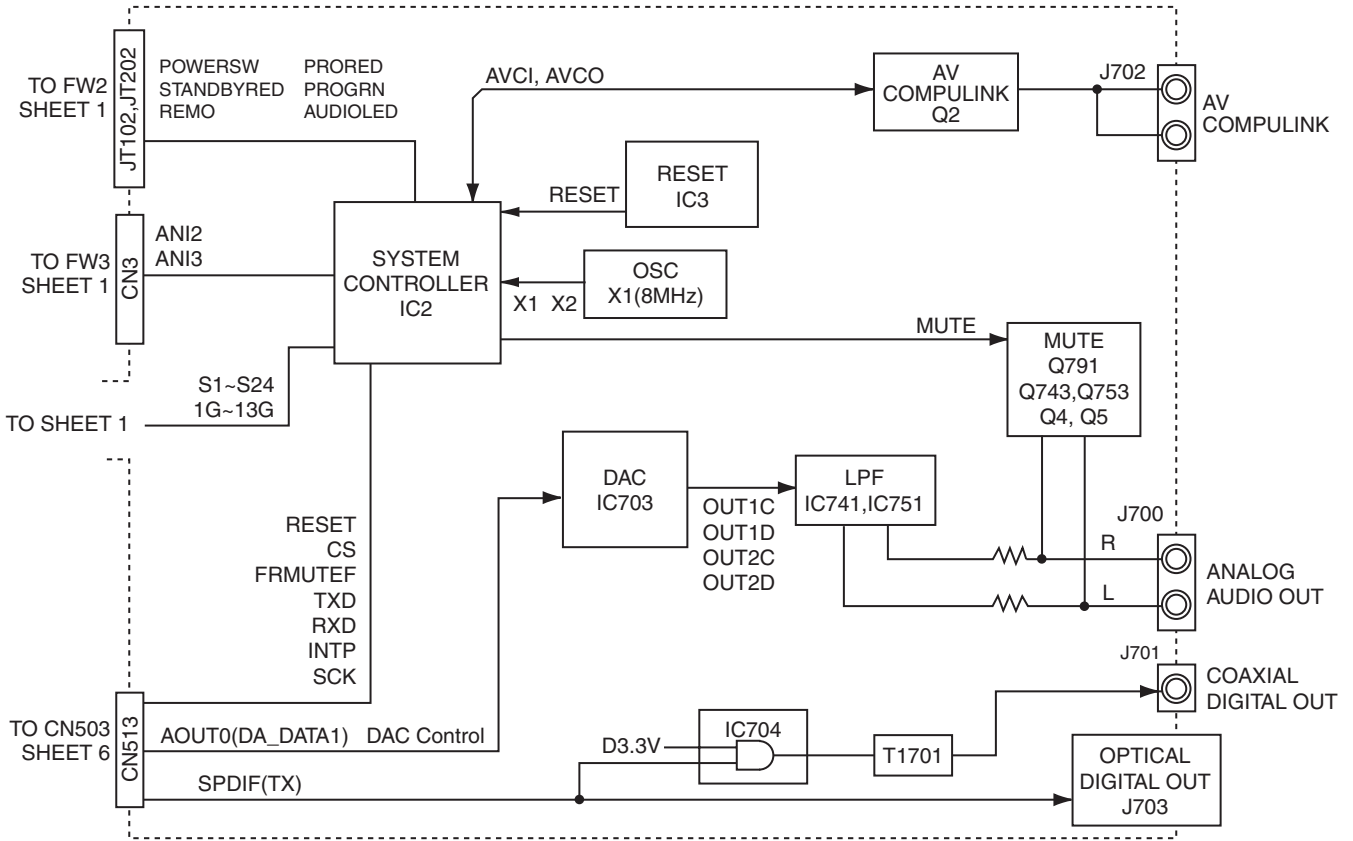 TO FW2
SHEET 1
JT102,JT202
POWERSW
STANDBYRED
REMO
PRORED
PROGRN
AUDIOLED
AVCI, AVCO
AV
COMPULINK
Q2
J702
AV
COMPULINK
RESET
IC3
RESET
TO FW3
SHEET 1
CN3
ANI2
ANI3
SYSTEM
CONTROLLER
IC2
OSC
X1(8MHz)
X1 X2
MUTE
MUTE
Q791
Q743,Q753
Q4, Q5
S1~S24
1G~13G
TO SHEET 1
DAC
IC703
OUT1C
OUT1D
OUT2C
OUT2D
LPF
IC741,IC751
J700
R
L
ANALOG
AUDIO OUT
RESET
CS
FRMUTEF
TXD
RXD
INTP
SCK
J701
COAXIAL
DIGITAL OUT
TO CN503
SHEET 6
CN513
AOUT0(DA_DATA1) DAC Control
D3.3V
IC704
T1701
SPDIF(TX)
OPTICAL
DIGITAL OUT
J703